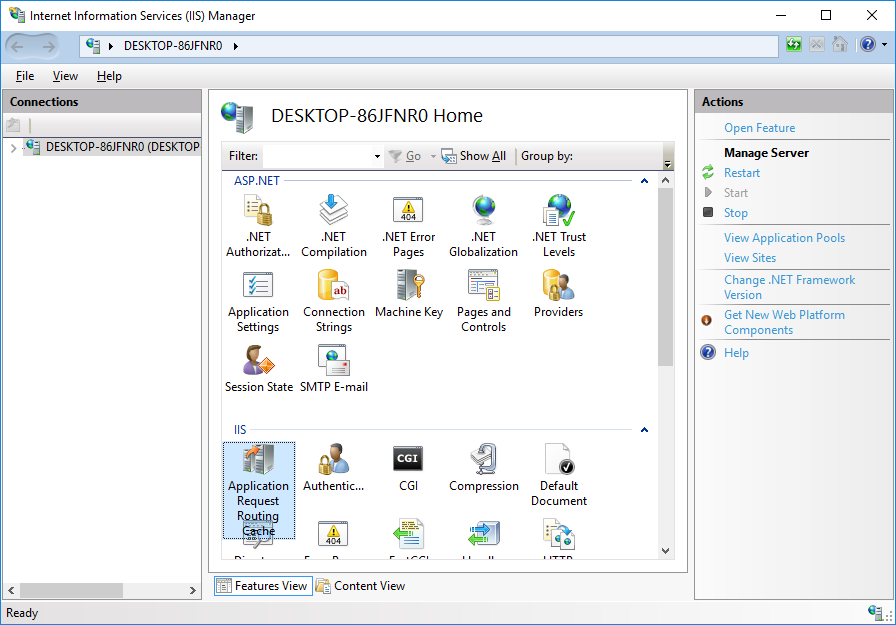 Internet Information Services (IIS) Manager
DESKTOP-86JFNR0
File View Help
Connections
DESKTOP-86JFNR0 (DESKTOP
DESKTOP-86JFNR0 Home
Filter: Go Show All Group by:
ASP.NET
.NET Authorizat...
.NET Compilation
.NET Error Pages
.NET Globalization
.NET Trust Levels
Application Settings
Connection Strings
ab
Machine Key
Pages and Controls
Providers
Session State
SMTP E-mail
IIS
Application Request Routing Cache
Authentic...
CGI
CGI
Compression
Default Document
404
404
Features View
Content View
Actions
Open Feature
Manage Server
Restart
Start
Stop
View Application Pools
View Sites
Change .NET Framework
Version
Get New Web Platform
Components
Help
Ready